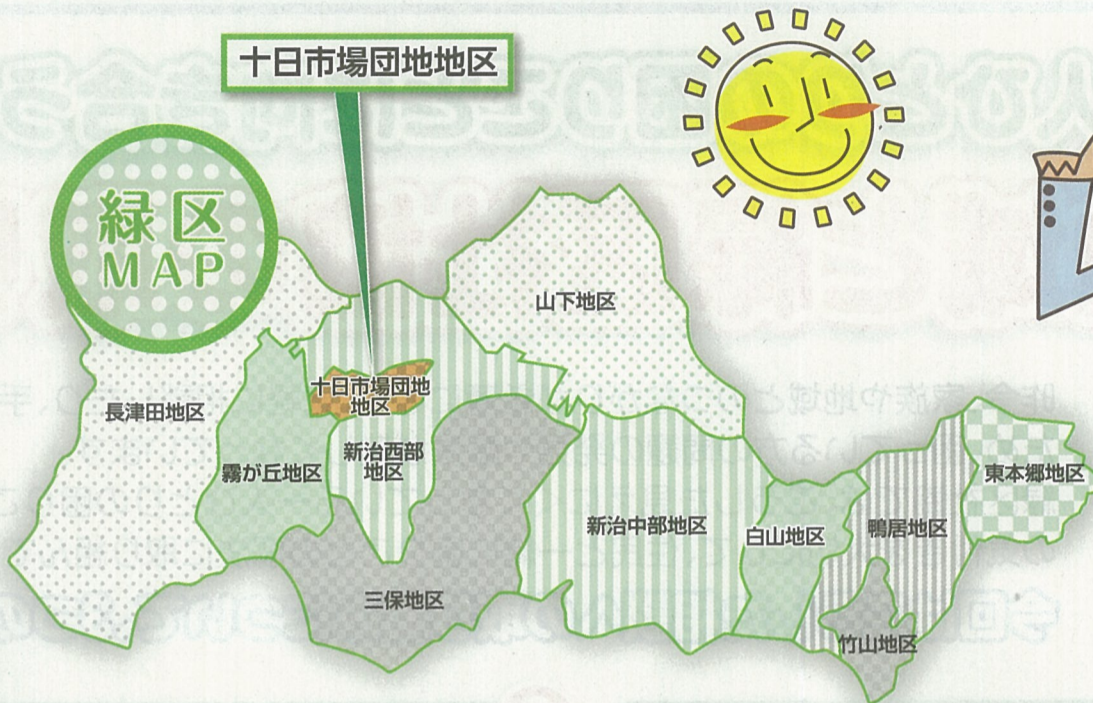 十日市場団地地区
緑区
MAP
山下地区
長津田地区
十日市場団地
地区
霧が丘地区
新治西部
地区
三保地区
新治中部地区
白山地区
鴨居地区
東本郷地区
竹山地区